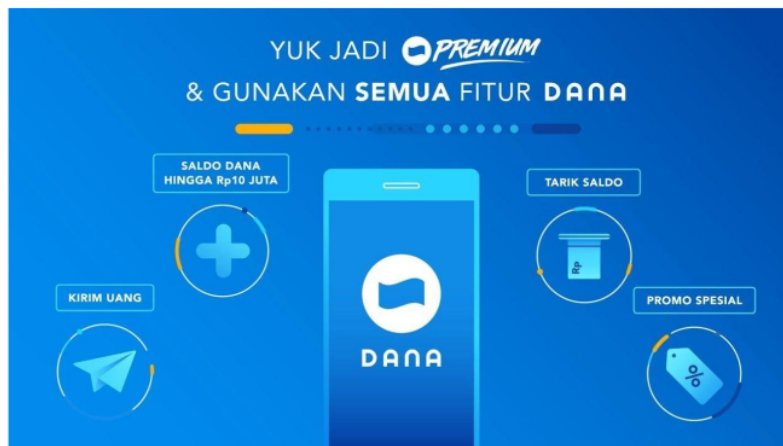 YUK JADI PREMIUM
& GUNAKAN SEMUA FITUR DANA
SALDO DANA
HINGGA Rp10 JUTA
TARIK SALDO
Rp
KIRIM UANG
PROMO SPESIAL
%
DANA